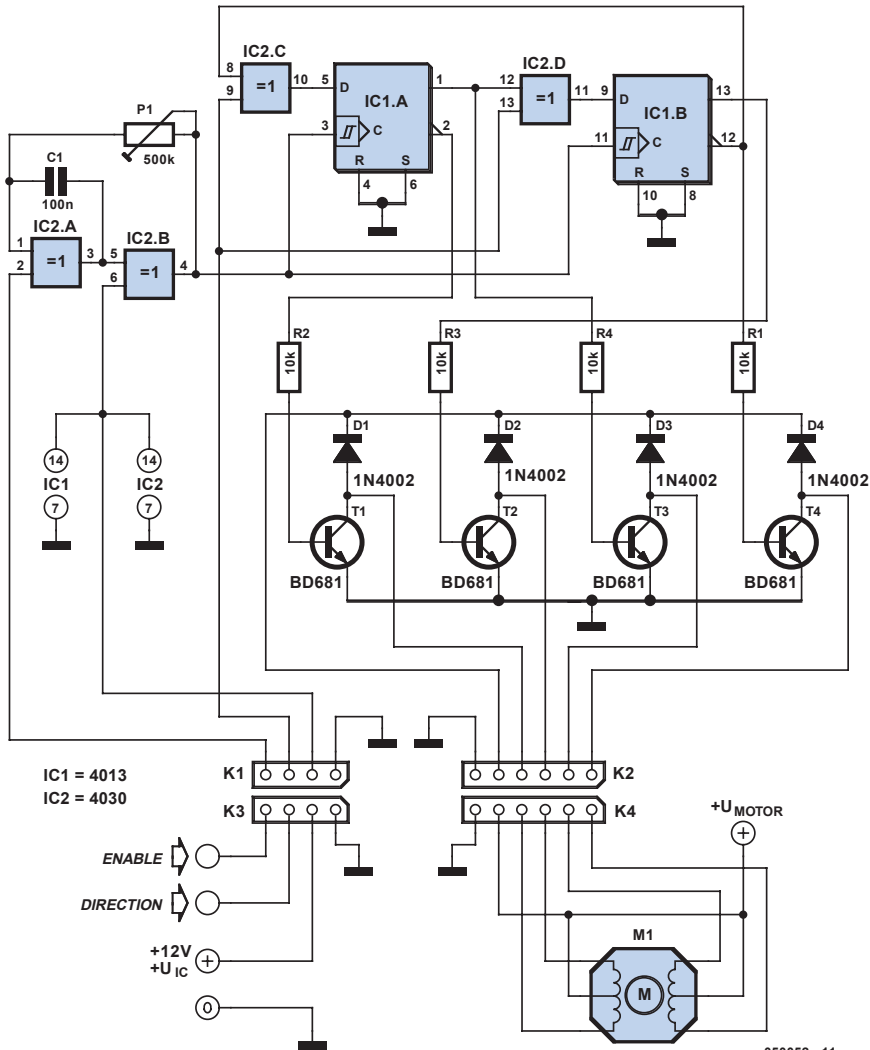 IC2.C
8
9
=1
10
5
D
IC1.A
3
C
R
S
4
6
1
2
IC2.D
12
13
=1
11
9
D
IC1.B
11
C
R
S
10
8
13
12
P1
500k
C1
100n
IC2.A
1
2
=1
3
IC2.B
5
6
=1
4
R2
10k
R3
10k
R4
10k
R1
10k
D1
1N4002
D2
1N4002
D3
1N4002
D4
1N4002
T1
BD681
T2
BD681
T3
BD681
T4
BD681
14
IC1
7
14
IC2
7
IC1 = 4013
IC2 = 4030
K1
K3
K2
K4
ENABLE
DIRECTION
+12V
+U IC
+
0
+U MOTOR
+
M1
M